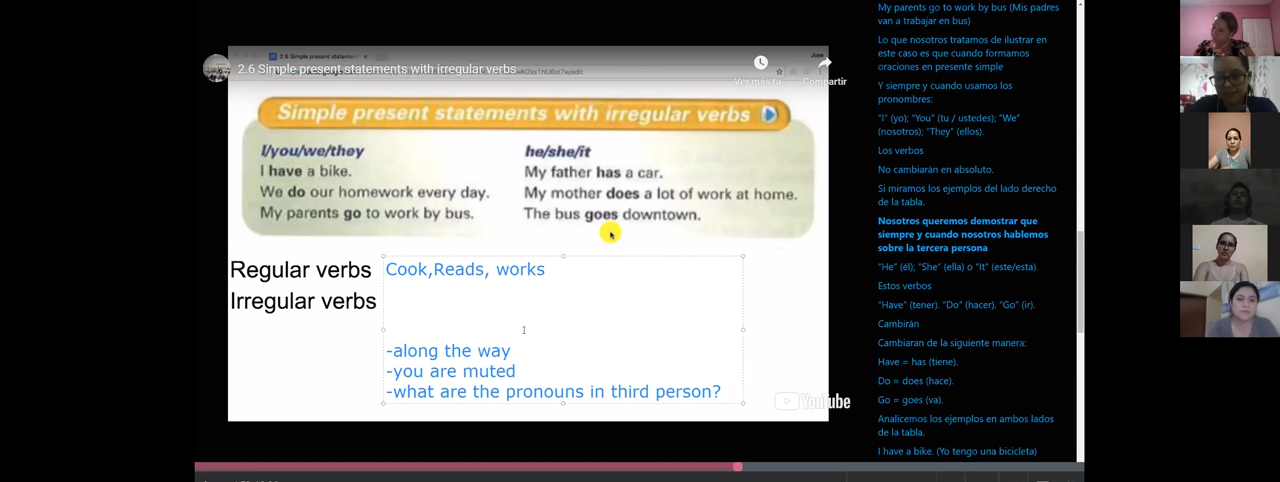 2.6 Simple present statements with irregular verbs
Ver más ta...
Compartir
Simple present statements with irregular verbs
I/you/we/they
I have a bike.
We do our homework every day.
My parents go to work by bus.
he/she/it
My father has a car.
My mother does a lot of work at home.
The bus goes downtown.
Regular verbs
Irregular verbs
Cook,Reads, works
-along the way
-you are muted
-what are the pronouns in third person?
YouTube
My parents go to work by bus (Mis padres
van a trabajar en bus)
Lo que nosotros tratamos de ilustrar en
este caso es que cuando formamos
oraciones en presente simple
Y siempre y cuando usamos los
pronombres:
"I" (yo); "You" (tu / ustedes); "We"
(nosotros); "They" (ellos).
Los verbos
No cambiarán en absoluto.
Si miramos los ejemplos del lado derecho
de la tabla.
Nosotros queremos demostrar que
siempre y cuando nosotros hablemos
sobre la tercera persona
"He" (él); "She" (ella) o "It" (este/esta).
Estos verbos
"Have" (tener). "Do" (hacer). "Go" (ir).
Cambirán
Cambiaran de la siguiente manera:
Have = has (tiene).
Do = does (hace).
Go = goes (va).
Analicemos los ejemplos en ambos lados
de la tabla.
I have a bike. (Yo tengo una bicicleta)